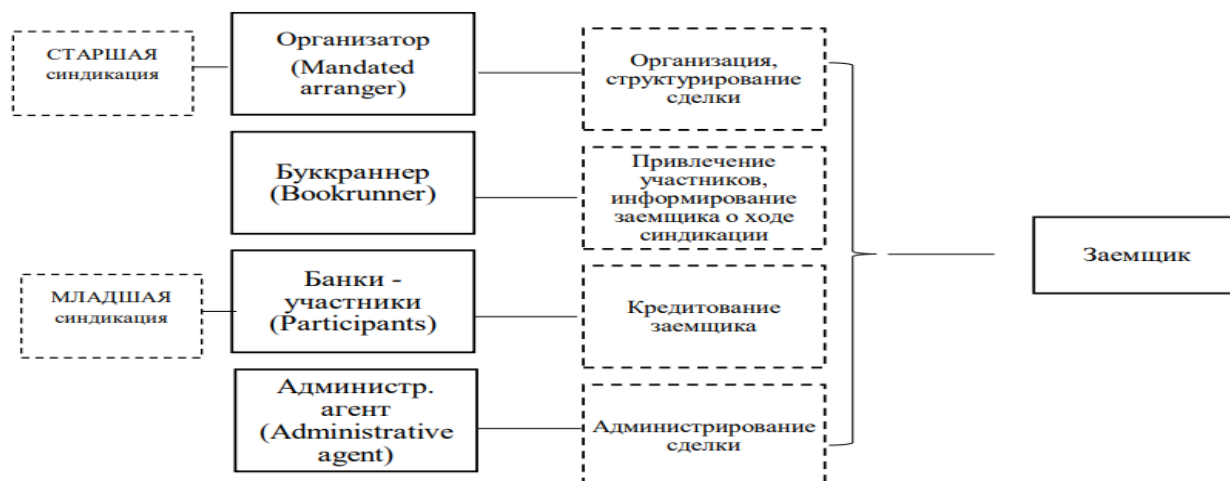 СТАРШАЯ
синдикация
Организатор
(Mandated
arranger)
Организация,
структурирование
сделки
Буккраннер
(Bookrunner)
Привлечение
участников,
информирование
заемщика о ходе
синдикации
Заемщик
МЛАДШАЯ
синдикация
Банки -
участники
(Participants)
Кредитование
заемщика
Администр.
агент
(Administrative
agent)
Администрирование
сделки